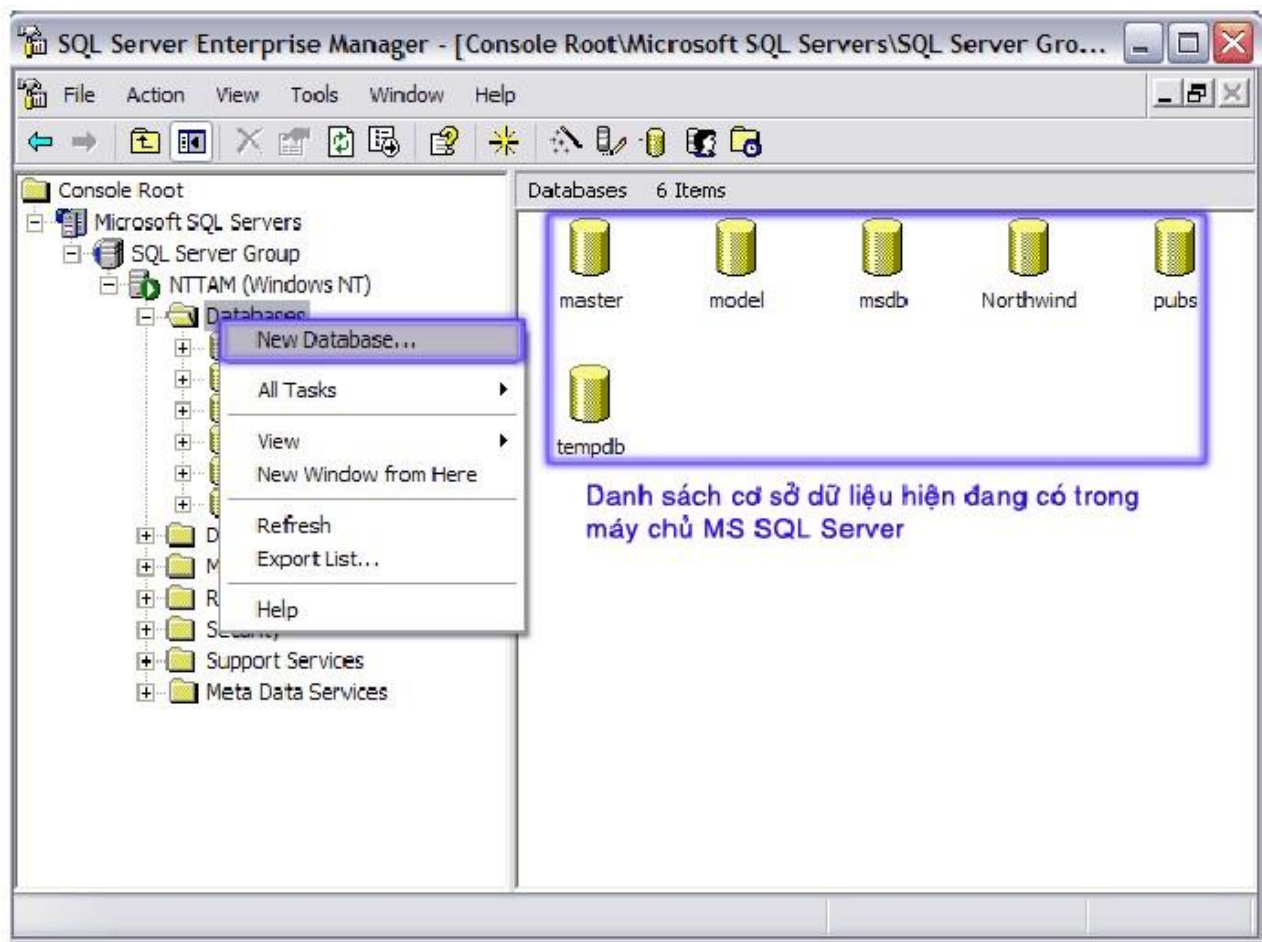 SQL Server Enterprise Manager - [Console Root\Microsoft SQL Servers\SQL Server Gro...
File Action View Tools Window Help
Console Root
Microsoft SQL Servers
SQL Server Group
NTTAM (Windows NT)
Databases
New Database...
All Tasks
View
New Window from Here
Refresh
Export List...
Help
D
M
R
Security
Support Services
Meta Data Services
Databases 6 Items
master model msdb Northwind pubs
tempdb
Danh sách cơ sở dữ liệu hiện đang có trong
máy chủ MS SQL Server